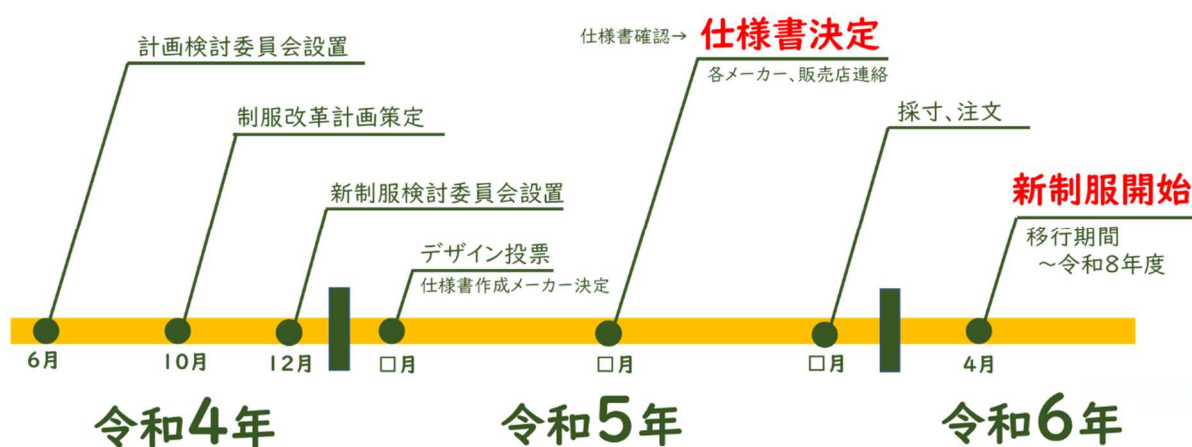 計画検討委員会設置
制服改革計画策定
新制服検討委員会設置
デザイン投票
仕様書作成メーカー決定
仕様書確認→ 仕様書決定
各メーカー、販売店連絡
採寸、注文
新制服開始
移行期間
～令和8年度
6月 10月 12月 □月 □月 □月 4月
令和4年 令和5年 令和6年